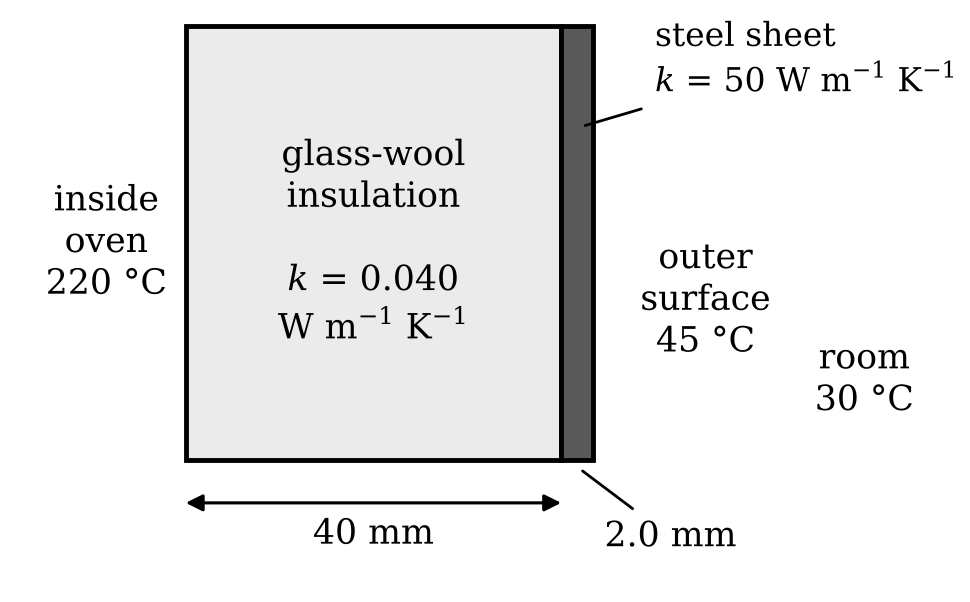 steel sheet
k = 50 W m⁻¹ K⁻¹
glass-wool
insulation
k = 0.040
W m⁻¹ K⁻¹
inside
oven
220 °C
outer
surface
45 °C
room
30 °C
40 mm
2.0 mm